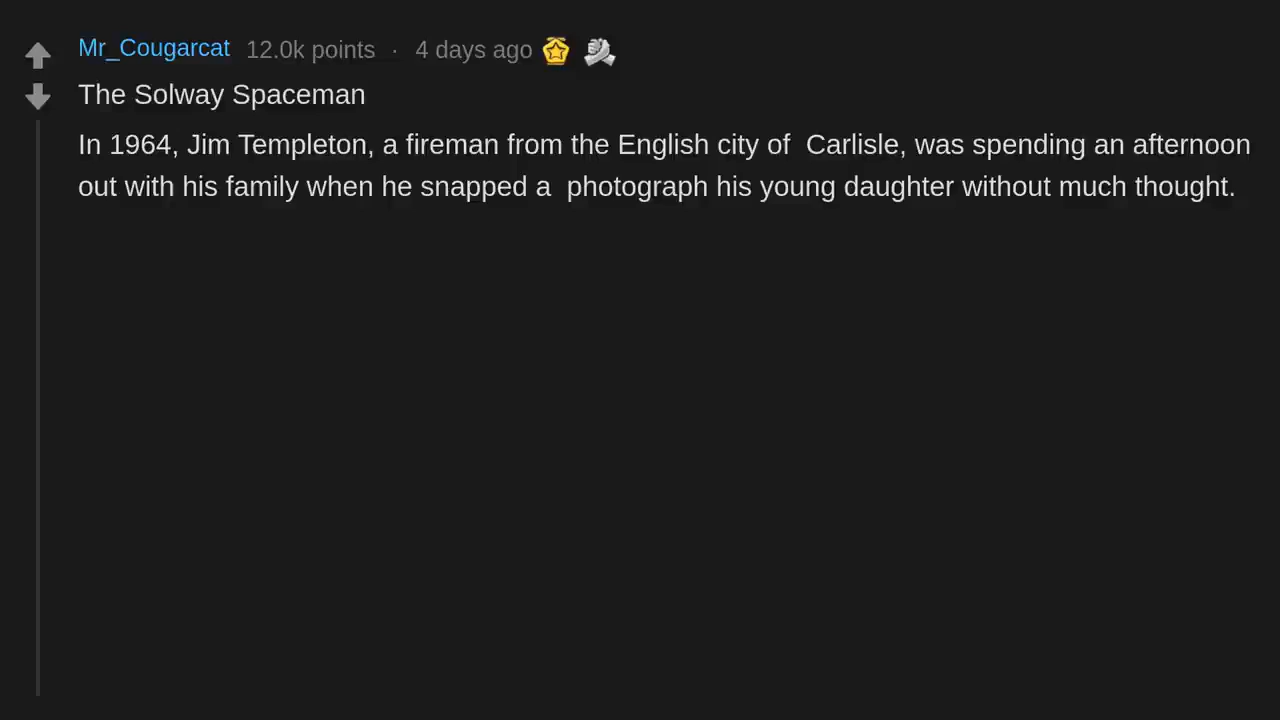 Mr_Cougarcat 12.0k points · 4 days ago
The Solway Spaceman
In 1964, Jim Templeton, a fireman from the English city of  Carlisle, was spending an afternoon
out with his family when he snapped a  photograph his young daughter without much thought.